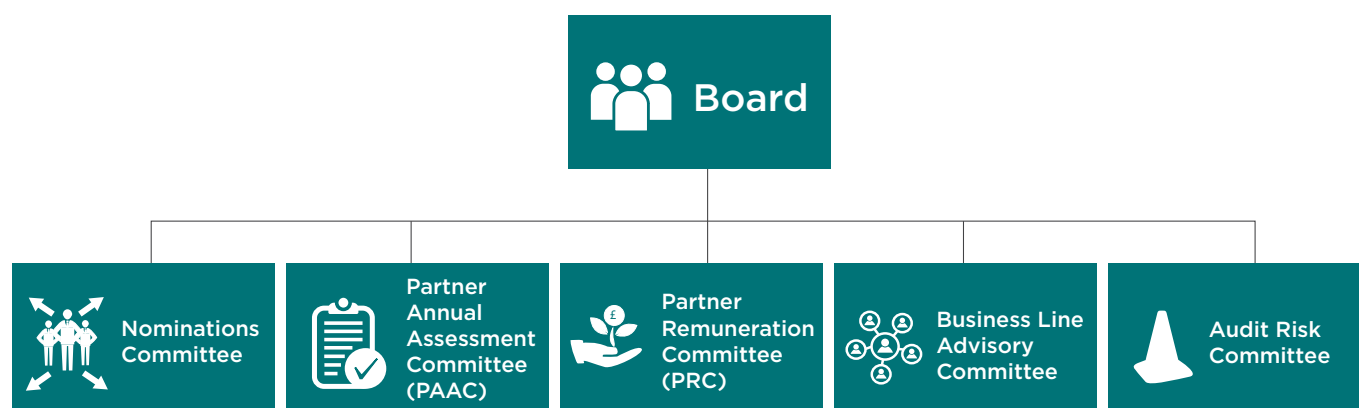 Board
Nominations
Committee
Partner
Annual
Assessment
Committee
(PAAC)
£
Partner
Remuneration
Committee
(PRC)
Business Line
Advisory
Committee
Audit Risk
Committee